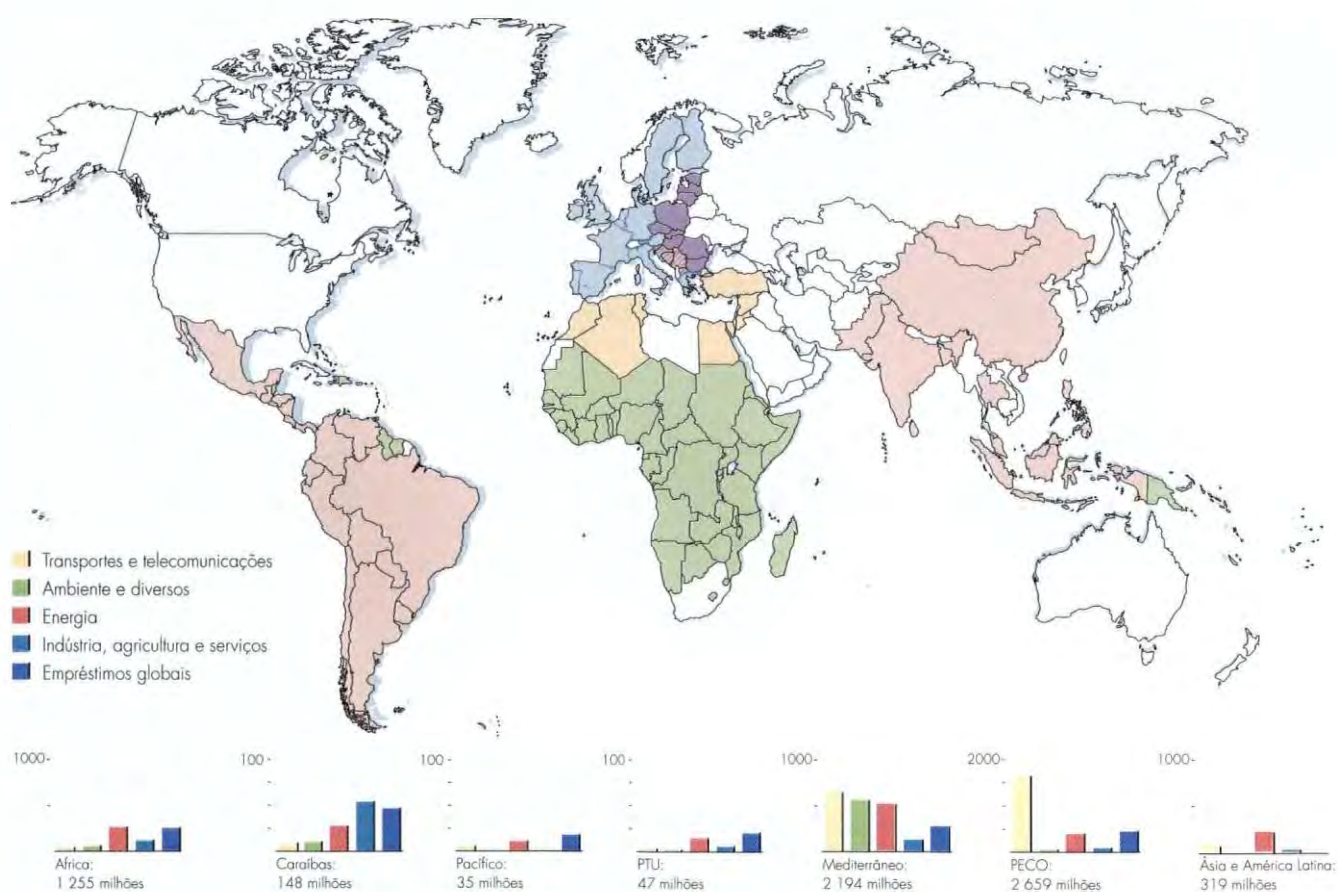 Transportes e telecomunicações
Ambiente e diversos
Energia
Indústria, agricultura e serviços
Empréstimos globais
1000-
100 -
100 -
100 -
1000-
2000-
1000-
Africa:
1 255 milhões
Caraíbas:
148 milhões
Pacífico:
35 milhões
PTU:
47 milhões
Mediterrâneo:
2 194 milhões
PECO:
2 659 milhões
Àsia e América Latina:
319 milhões